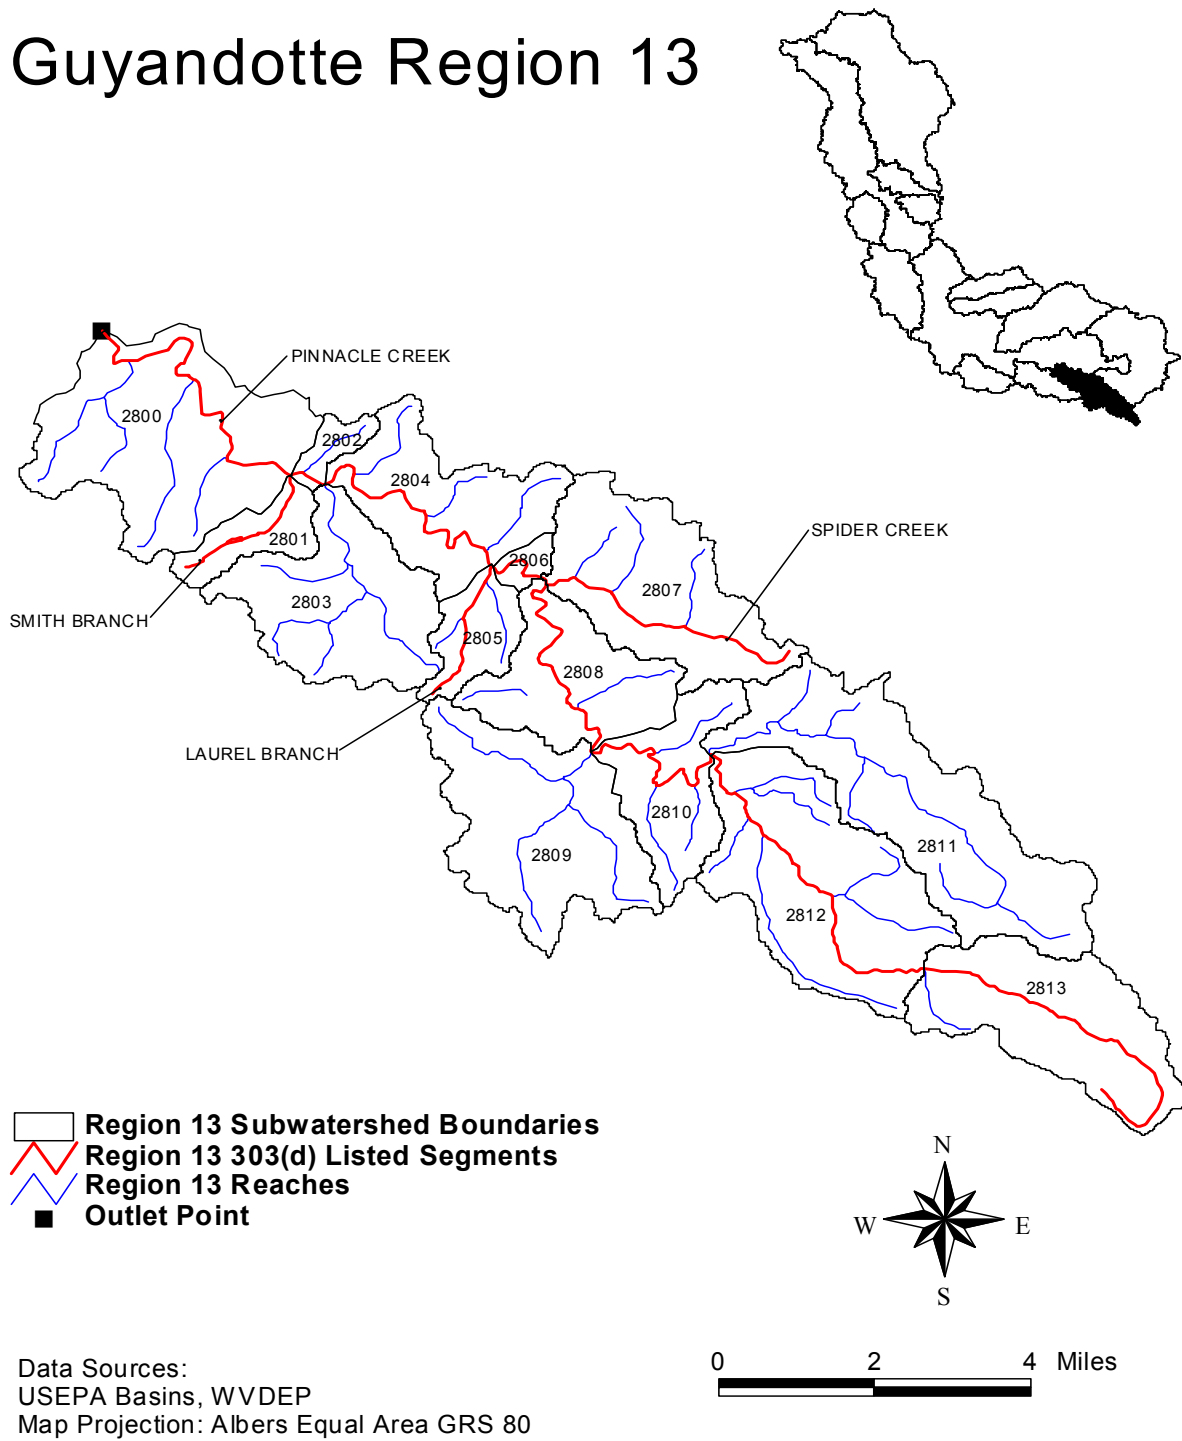 Guyandotte Region 13
PINNACLE CREEK
2800
2802
2804
SPIDER CREEK
2801
2806
2807
2803
SMITH BRANCH
2805
2808
LAUREL BRANCH
2810
2809
2811
2812
2813
Region 13 Subwatershed Boundaries
Region 13 303(d) Listed Segments
Region 13 Reaches
Outlet Point
N
W E
S
0 2 4 Miles
Data Sources:
USEPA Basins, WVDEP
Map Projection: Albers Equal Area GRS 80